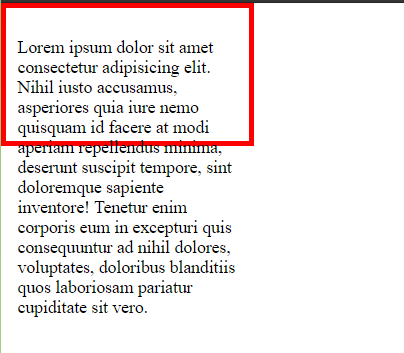 Lorem ipsum dolor sit amet
consectetur adipisicing elit.
Nihil iusto accusamus,
asperiores quia iure nemo
quisquam id facere at modi
aperiam repellendus minima,
deserunt suscipit tempore, sint
doloremque sapiente
inventore! Tenetur enim
corporis eum in excepturi quis
consequuntur ad nihil dolores,
voluptates, doloribus blanditiis
quos laboriosam pariatur
cupiditate sit vero.